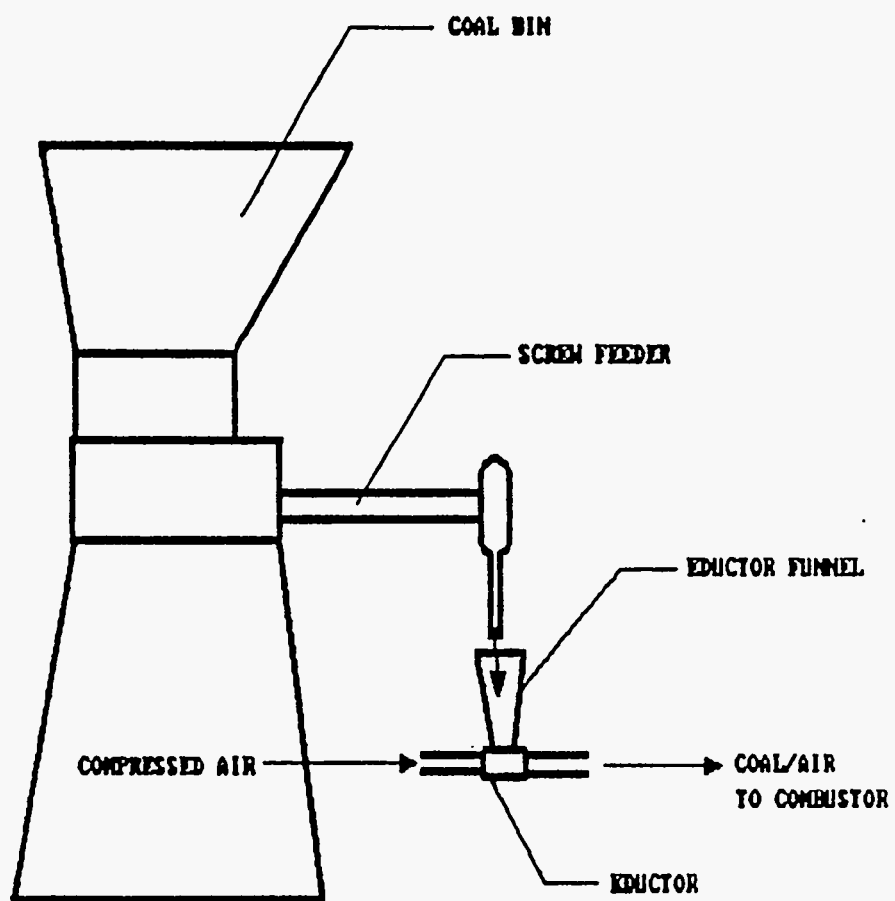 COAL BIN
SCREW FEEDER
EDUCTOR FUNNEL
COMPRESSED AIR
COAL/AIR
TO COMBUSTOR
EDUCTOR